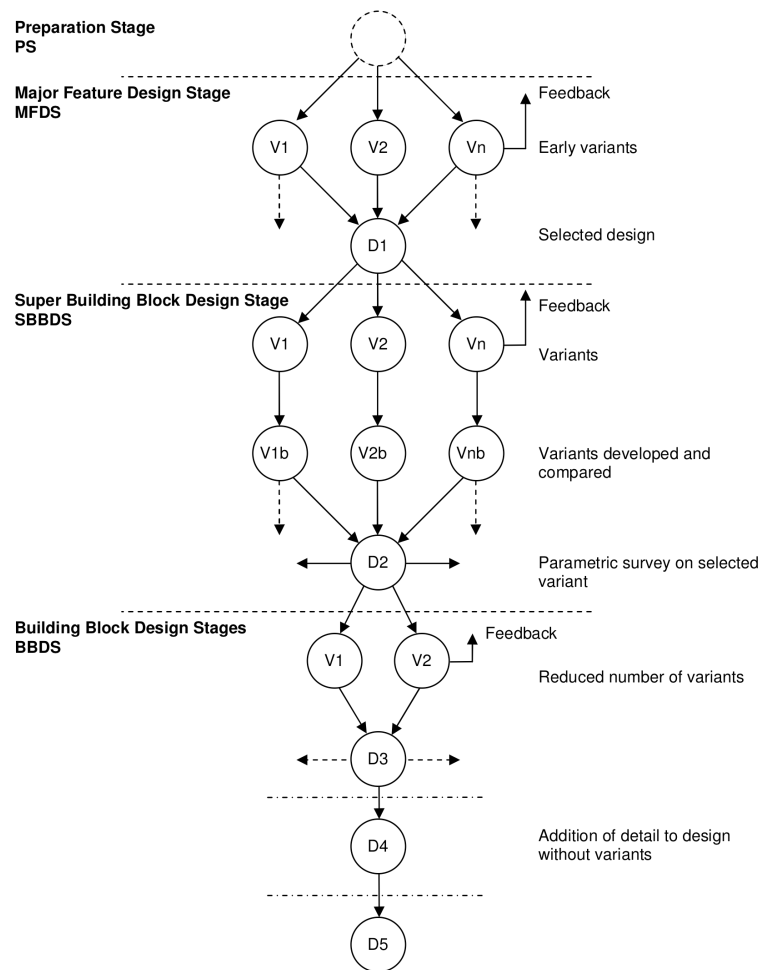 Preparation Stage
PS
Major Feature Design Stage
MFDS
Feedback
V1
V2
Vn
Early variants
D1
Selected design
Super Building Block Design Stage
SBBDS
Feedback
V1
V2
Vn
Variants
V1b
V2b
Vnb
Variants developed and
compared
D2
Parametric survey on selected
variant
Building Block Design Stages
BBDS
Feedback
V1
V2
Reduced number of variants
D3
D4
Addition of detail to design
without variants
D5